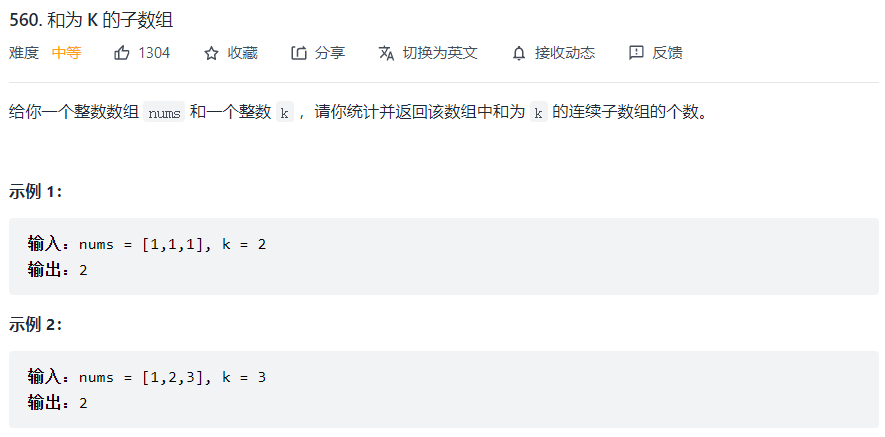 560. 和为 K 的子数组
难度 中等 1304 收藏 分享 切换为英文 接收动态 反馈
给你一个整数数组 nums 和一个整数 k ，请你统计并返回该数组中和为 k 的连续子数组的个数。
示例 1：
输入：nums = [1,1,1], k = 2
输出：2
示例 2：
输入：nums = [1,2,3], k = 3
输出：2